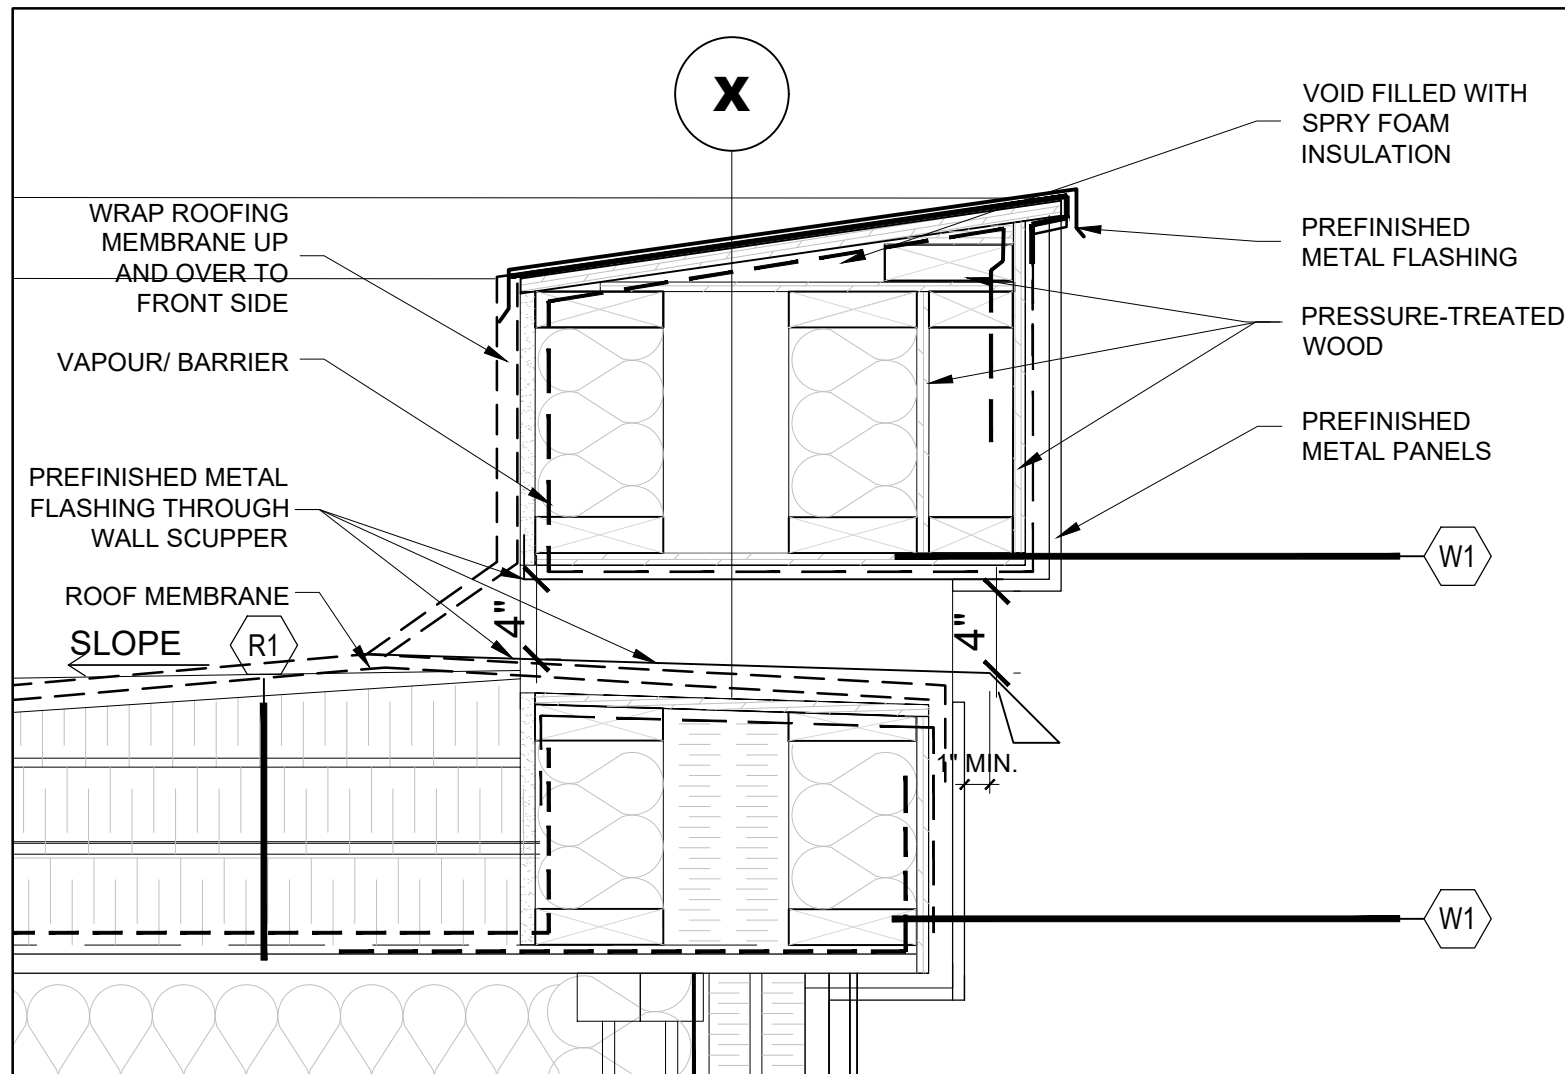 X
VOID FILLED WITH
SPRY FOAM
INSULATION
WRAP ROOFING
MEMBRANE UP
AND OVER TO
FRONT SIDE
PREFINISHED
METAL FLASHING
PRESSURE-TREATED
WOOD
VAPOUR/ BARRIER
PREFINISHED
METAL PANELS
PREFINISHED METAL
FLASHING THROUGH
WALL SCUPPER
W1
ROOF MEMBRANE
SLOPE
R1
4"
4"
1" MIN.
W1